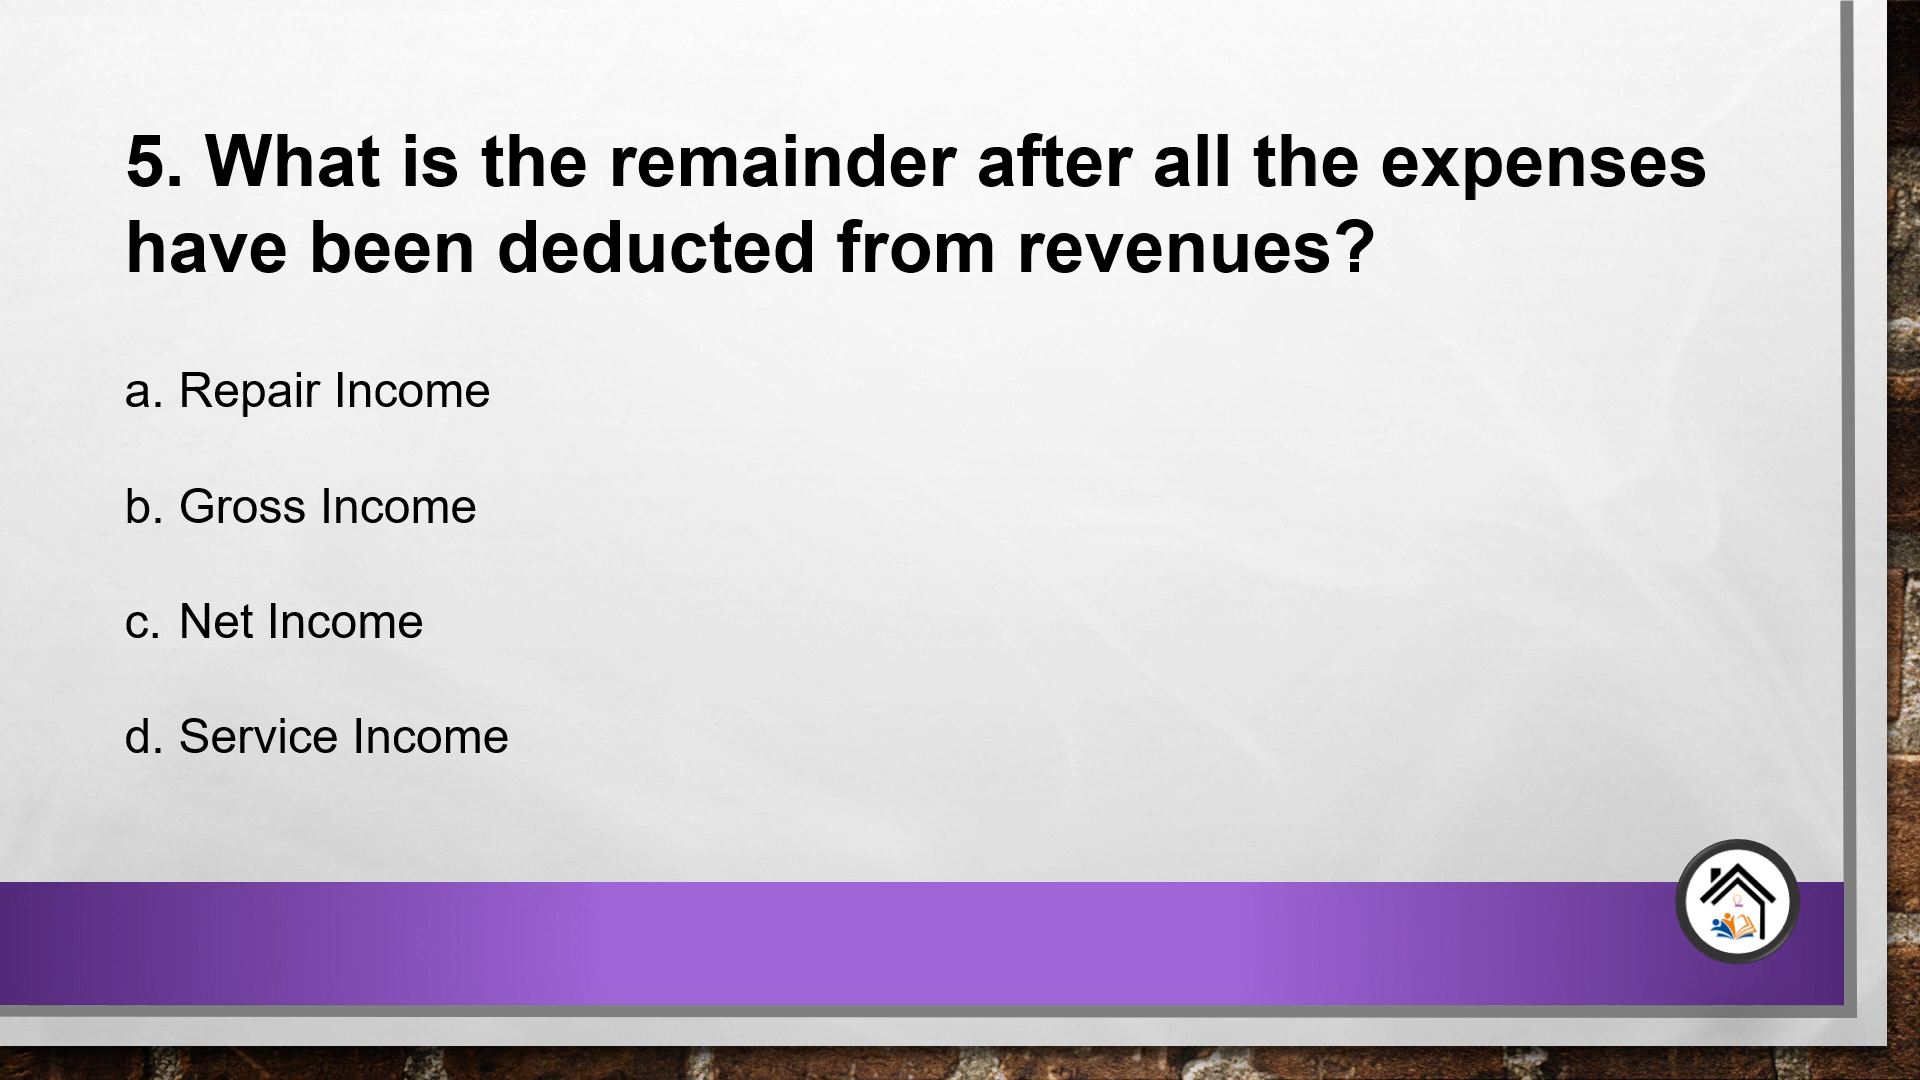 5. What is the remainder after all the expenses
have been deducted from revenues?
a. Repair Income
b. Gross Income
c. Net Income
d. Service Income